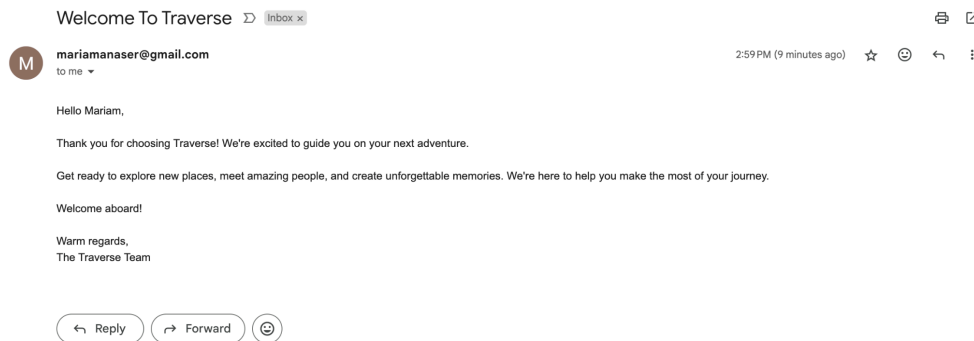 Welcome To Traverse Inbox ×
mariamanaser@gmail.com 2:59 PM (9 minutes ago)
M
to me
Hello Mariam,
Thank you for choosing Traverse! We're excited to guide you on your next adventure.
Get ready to explore new places, meet amazing people, and create unforgettable memories. We're here to help you make the most of your journey.
Welcome aboard!
Warm regards,
The Traverse Team
Reply Forward